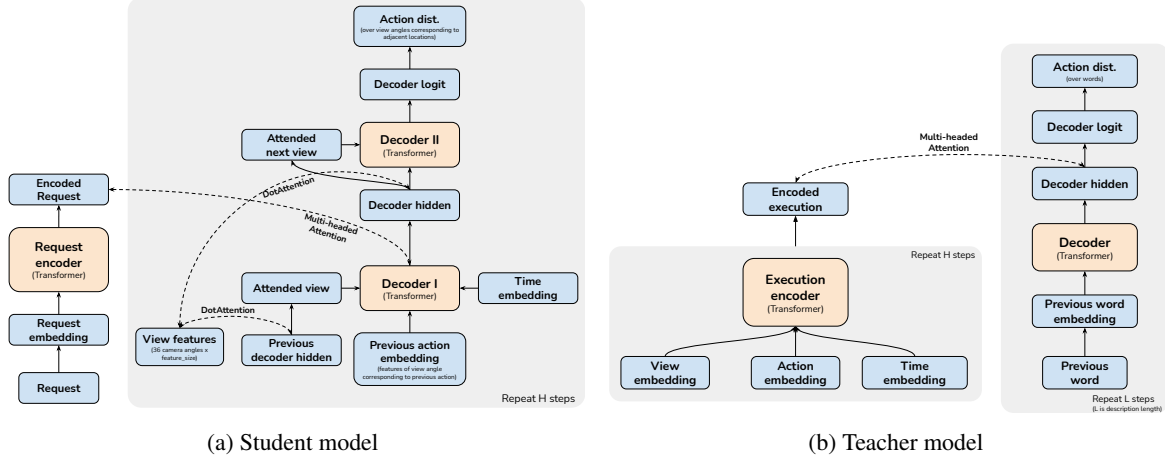 Action dist.
(over view angles corresponding to
adjacent locations)
Decoder logit
Attended
next view
Decoder II
(Transformer)
DotAttention
Encoded
Request
Decoder hidden
Multi-headed
Attention
Request
encoder
(Transformer)
Attended view
Decoder I
(Transformer)
Time
embedding
DotAttention
Request
embedding
View features
(36 camera angles x
feature_size)
Previous
decoder hidden
Previous action
embedding
(features of view angle
corresponding to previous action)
Request
Repeat H steps
(a) Student model
Action dist.
(over words)
Decoder logit
Multi-headed
Attention
Encoded
execution
Decoder hidden
Repeat H steps
Execution
encoder
(Transformer)
Decoder
(Transformer)
Previous word
embedding
View
embedding
Action
embedding
Time
embedding
Previous
word
Repeat L steps
(L is description length)
(b) Teacher model